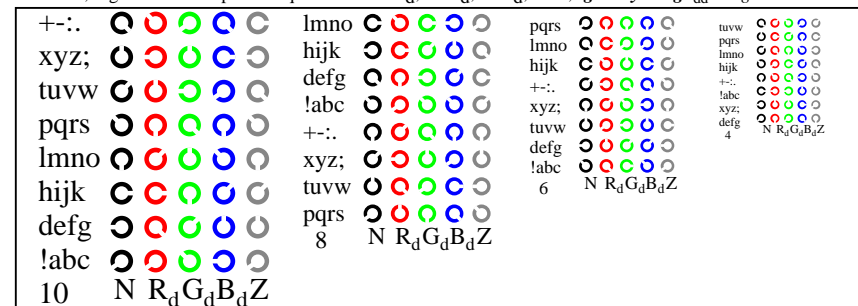 +-:.
xyz;
tuvw
pqrs
lmno
hijk
defg
!abc
10 N RdGdBdZ
lmno
hijk
defg
!abc
+-:.
xyz;
tuvw
pqrs
8 N RdGdBdZ
pqrs
lmno
hijk
+-:.
xyz;
tuvw
defg
!abc
6 N RdGdBdZ
tuvw
pqrs
lmno
hijk
+-:.
!abc
xyz;
defg
4 N RdGdBdZ